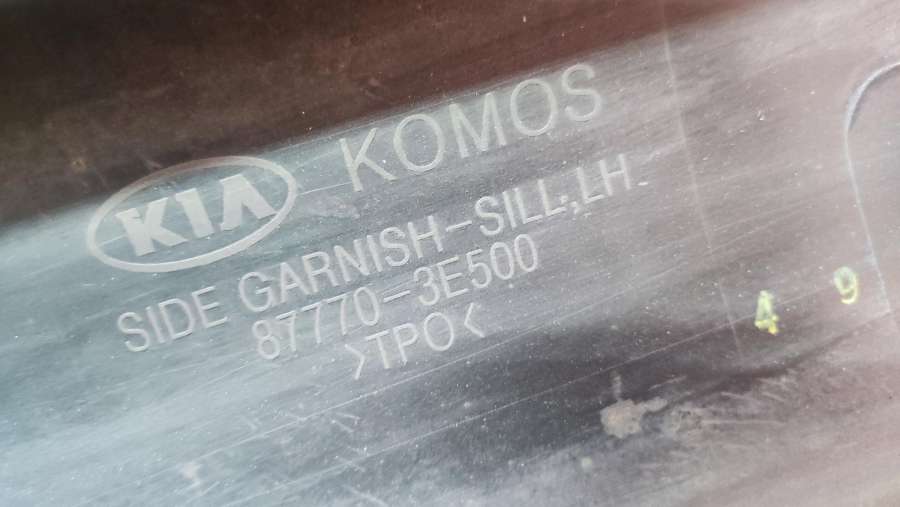 KIA KOMOS
SIDE GARNISH-SILL,LH
87770-3E500
>TPO<
4 9